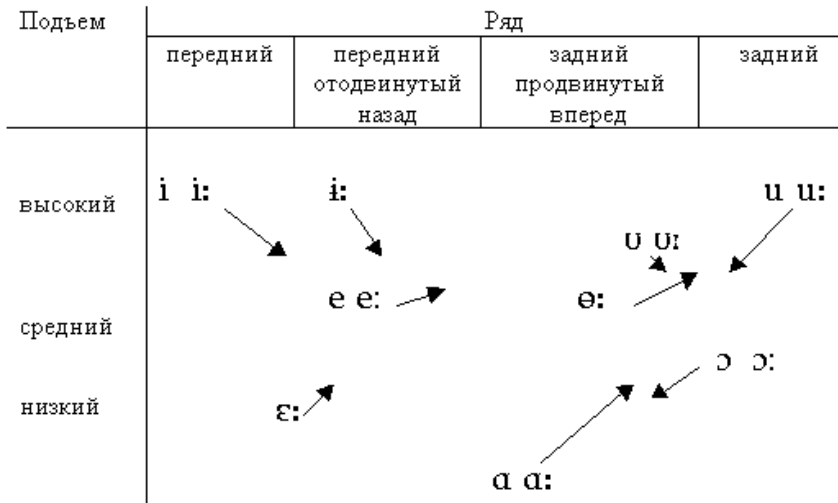 Подъем Ряд
передний передний отодвинутый назад задний продвинутый вперед задний
высокий i i: ɨ: u u:
ʊ ʊ:
e e: ɵ:
средний
ɔ ɔ:
низкий ɛ:
ɑ ɑ: